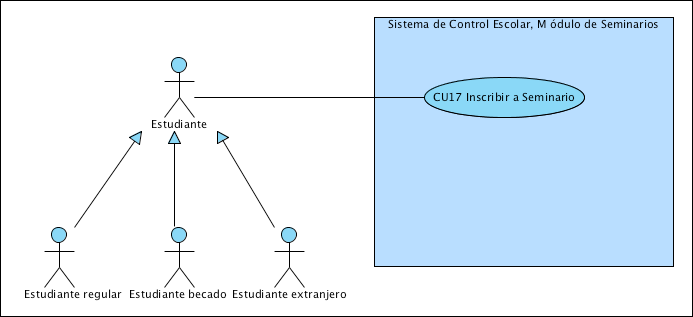 Sistema de Control Escolar, M ódulo de Seminarios
CU17 Inscribir a Seminario
Estudiante
Estudiante regular
Estudiante becado
Estudiante extranjero